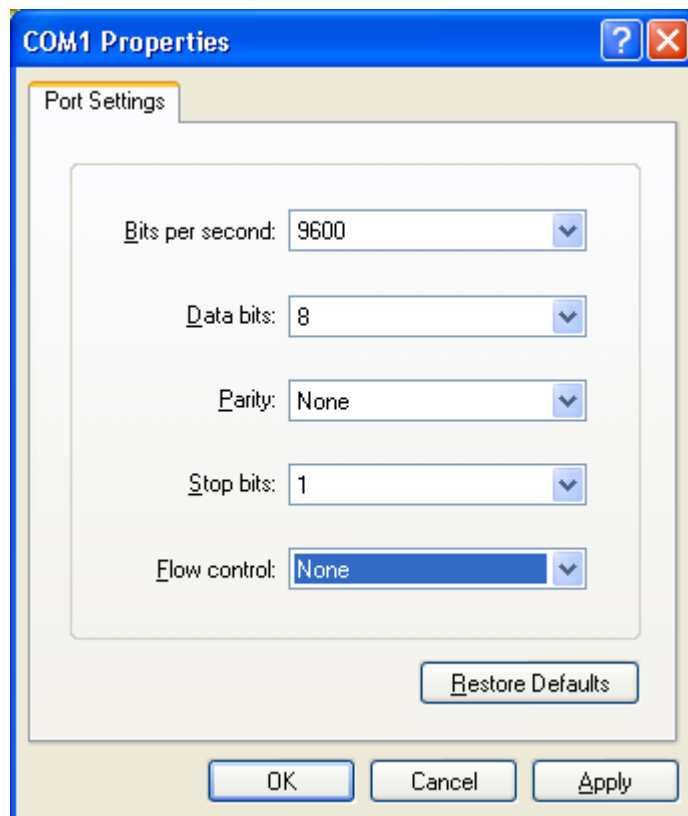 COM1 Properties
?
Port Settings
Bits per second: 9600
Data bits: 8
Parity: None
Stop bits: 1
Flow control: None
Restore Defaults
OK Cancel Apply